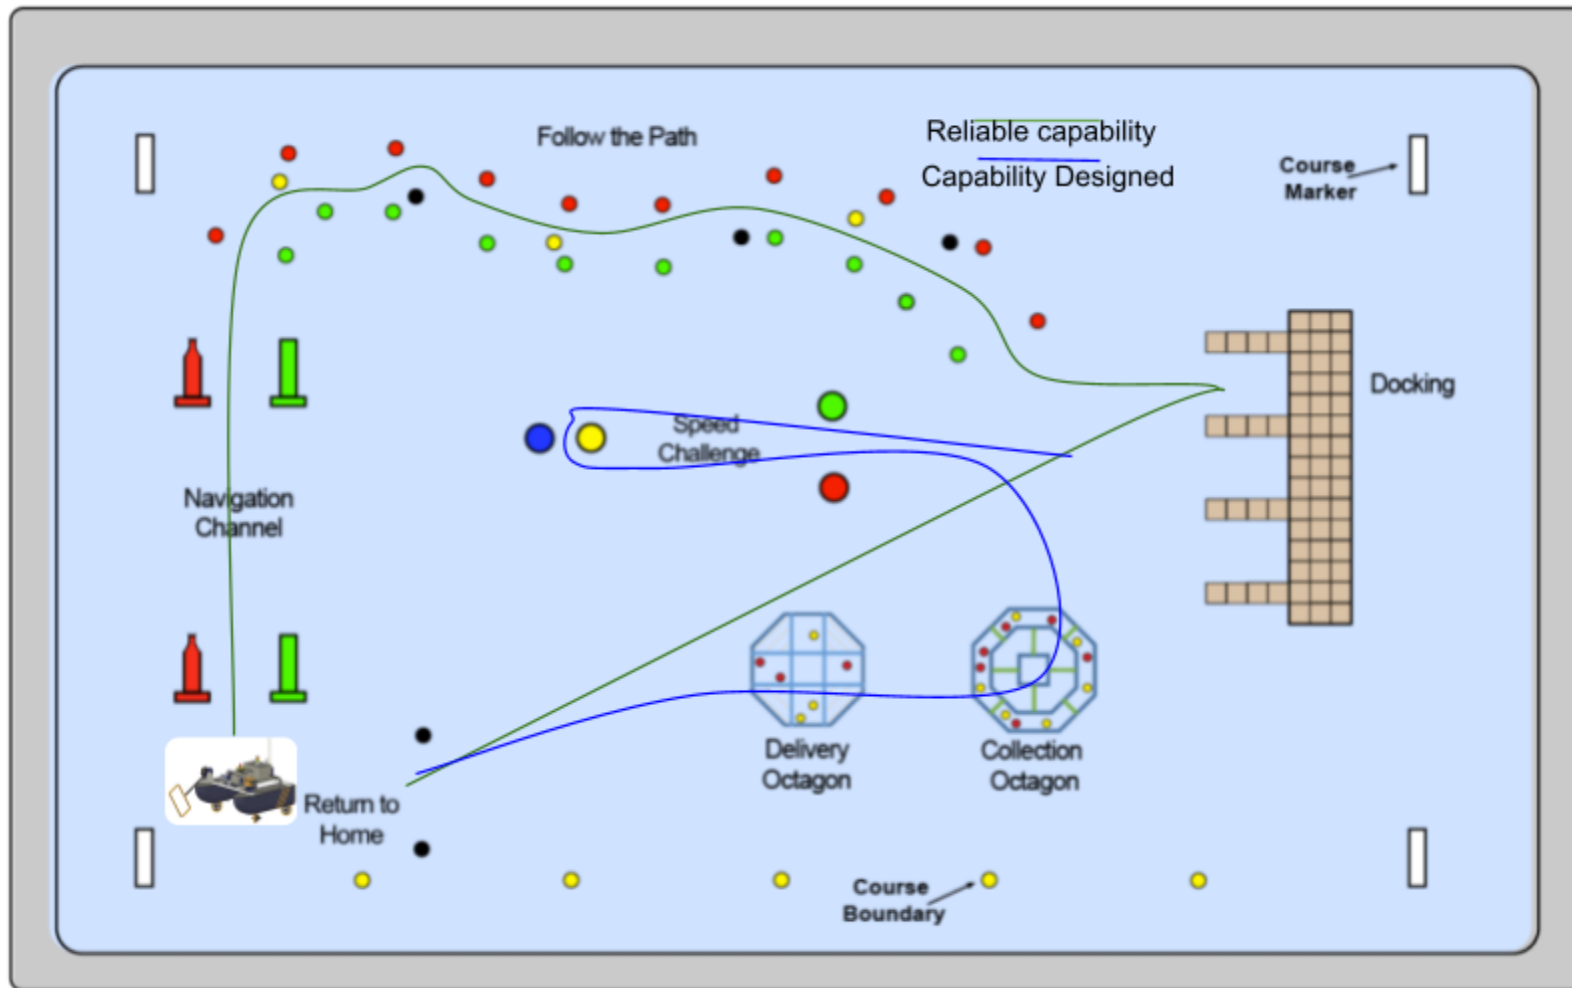 Follow the Path
Reliable capability
Capability Designed
Course
Marker
Docking
Speed
Challenge
Navigation
Channel
Delivery
Octagon
Collection
Octagon
Return to
Home
Course
Boundary